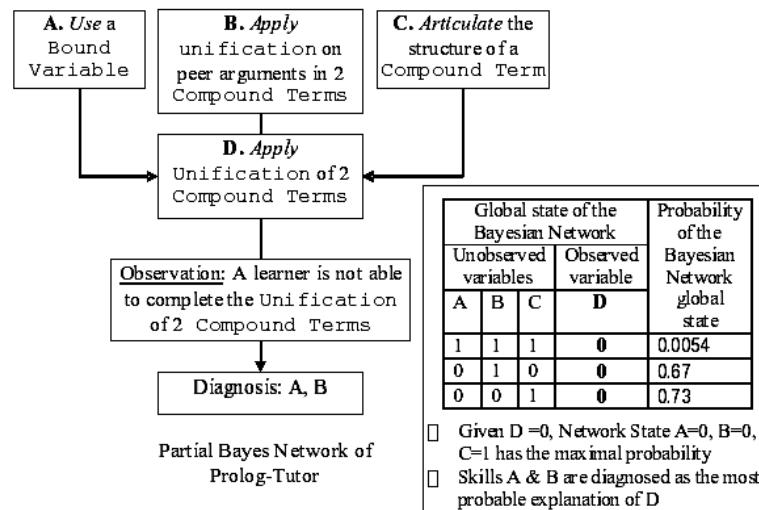 A. Use a
Bound
Variable
B. Apply
unification on
peer arguments in 2
Compound Terms
C. Articulate the
structure of a
Compound Term
D. Apply
Unification of 2
Compound Terms
Observation: A learner is not able
to complete the Unification
of 2 Compound Terms
Diagnosis: A, B
Partial Bayes Network of
Prolog-Tutor
Global state of the
Bayesian Network
Probability
of the
Bayesian
Network
global
state
Unobserved
variables
Observed
variable
A B C D
1 1 1 0 0.0054
0 1 0 0 0.67
0 0 1 0 0.73
Given D =0, Network State A=0, B=0,
C=1 has the maximal probability
Skills A & B are diagnosed as the most
probable explanation of D